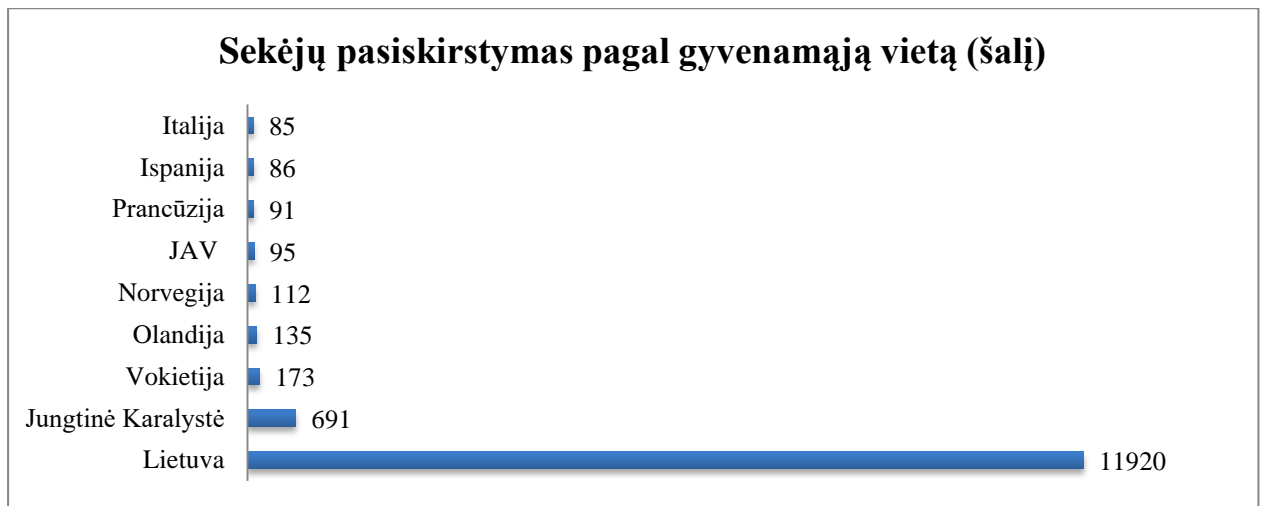 Sekėjų pasiskirstymas pagal gyvenamąją vietą (šalį)
Italija 85
Ispanija 86
Prancūzija 91
JAV 95
Norvegija 112
Olandija 135
Vokietija 173
Jungtinė Karalystė 691
Lietuva 11920